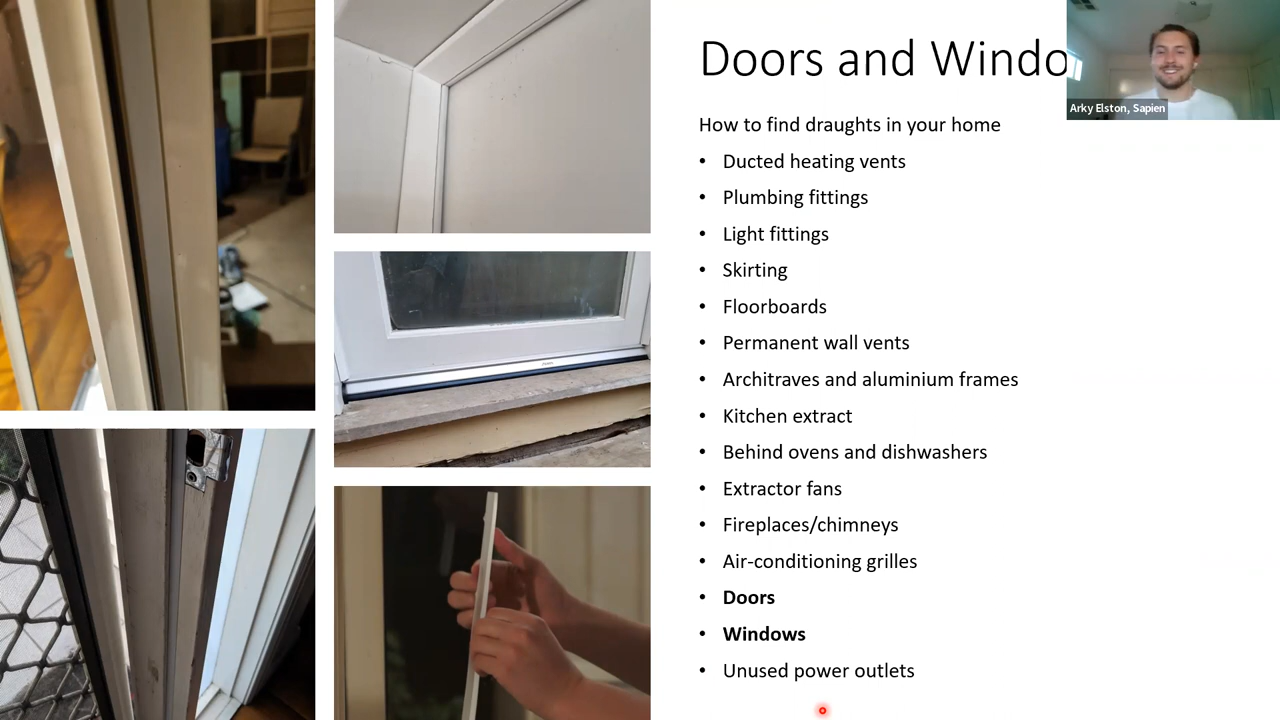 Doors and Windo
Arky Elston, Sapien
How to find draughts in your home
• Ducted heating vents
• Plumbing fittings
• Light fittings
• Skirting
• Floorboards
• Permanent wall vents
• Architraves and aluminium frames
• Kitchen extract
• Behind ovens and dishwashers
• Extractor fans
• Fireplaces/chimneys
• Air-conditioning grilles
• Doors
• Windows
• Unused power outlets